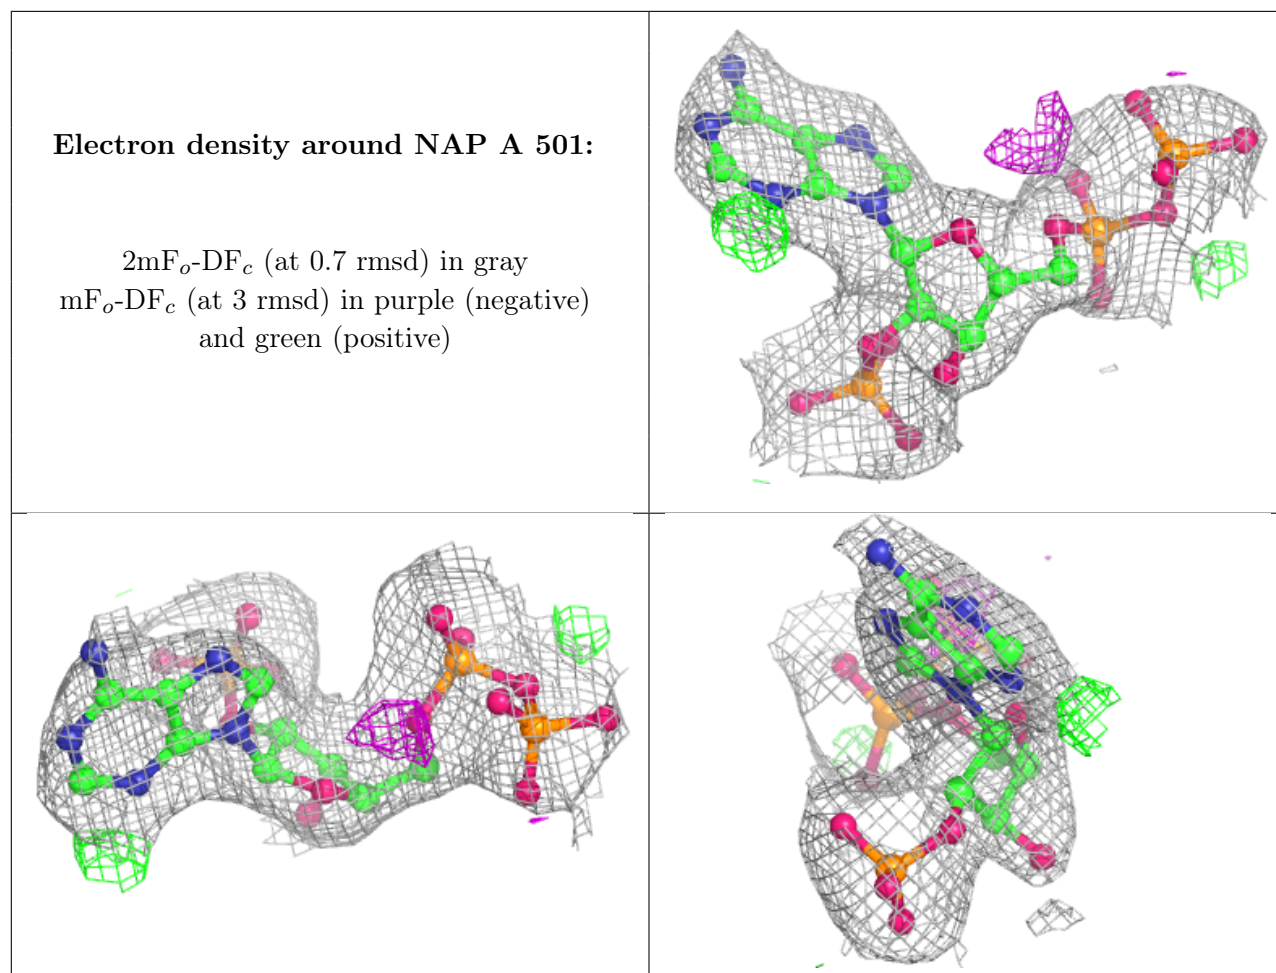 Electron density around NAP A 501:
2mFo-DFc (at 0.7 rmsd) in gray
mFo-DFc (at 3 rmsd) in purple (negative)
and green (positive)